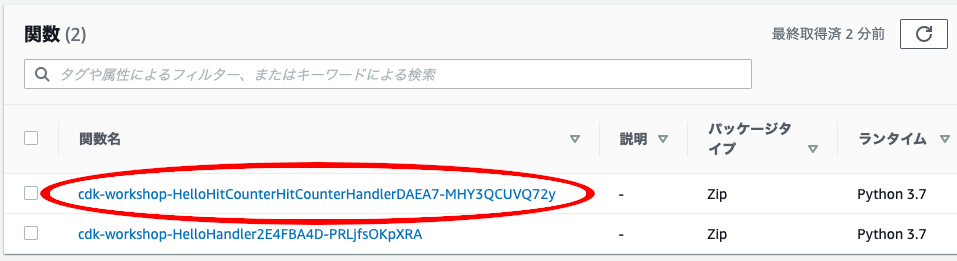 関数 (2)
最終取得済 2 分前
タグや属性によるフィルター、またはキーワードによる検索
関数名 説明 パッケージタイプ ランタイム
cdk-workshop-HelloHitCounterHitCounterHandlerDAEA7-MHY3QCUVQ72y - Zip Python 3.7
cdk-workshop-HelloHandler2E4FBA4D-PRLjfsOKpXRA - Zip Python 3.7